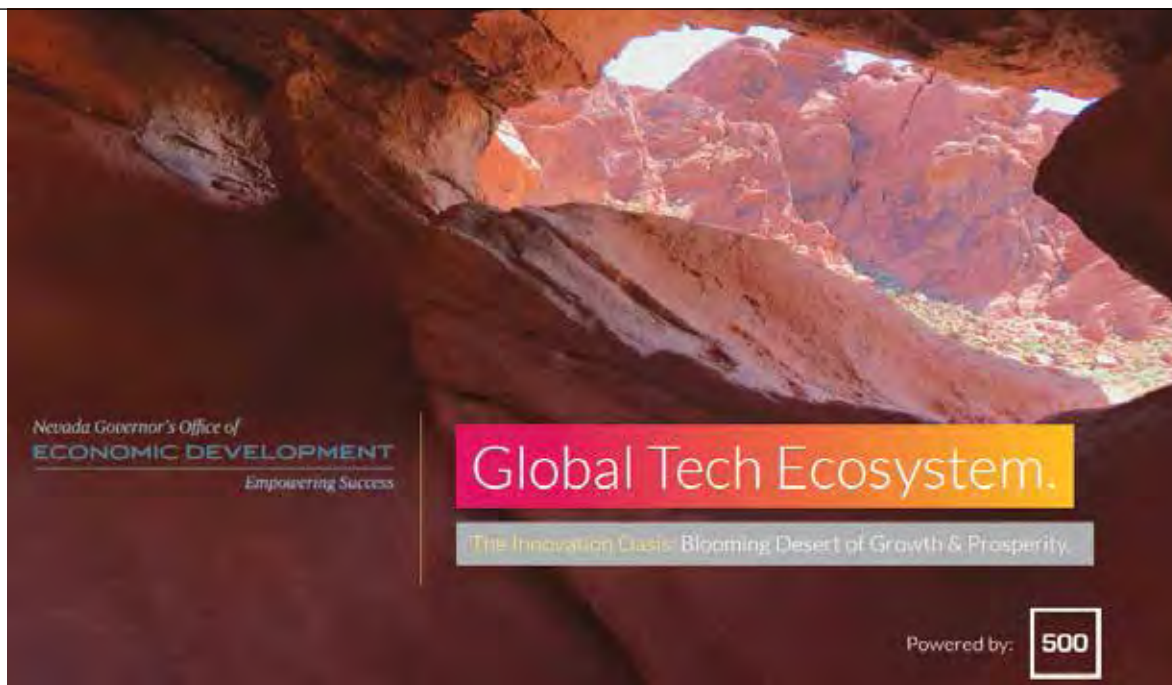 Nevada Governor's Office of
ECONOMIC DEVELOPMENT
Empowering Success
Global Tech Ecosystem.
The Innovation Oasis: Blooming Desert of Growth & Prosperity.
Powered by:
500